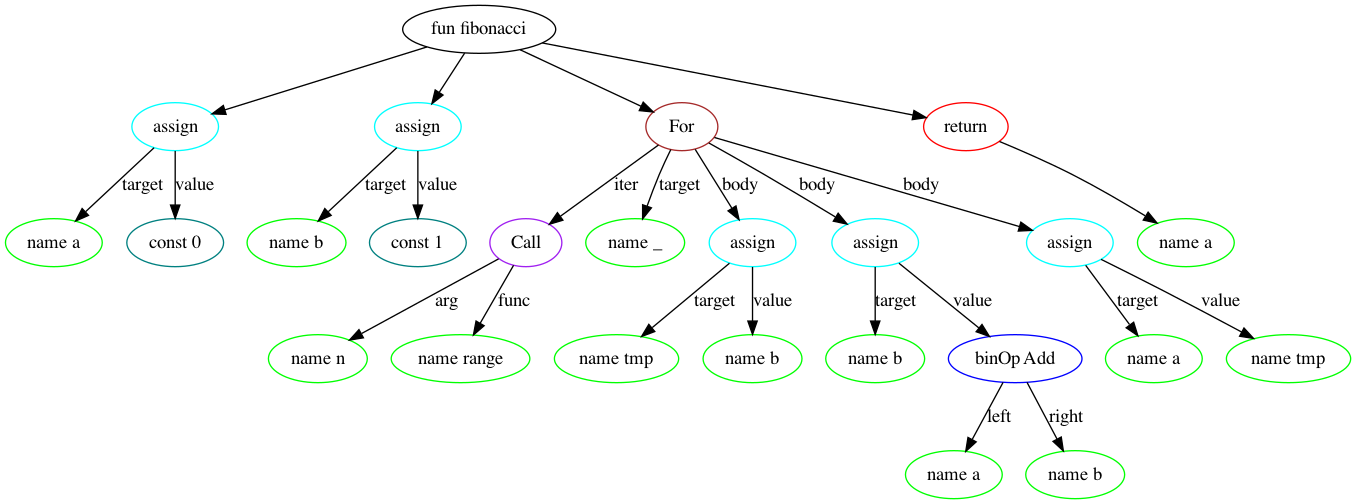 fun fibonacci
assign
assign
For
return
target
value
target
value
iter
target
body
body
body
name a
const 0
name b
const 1
Call
name _
assign
assign
assign
name a
arg
func
target
value
target
value
target
value
name n
name range
name tmp
name b
name b
binOp Add
name a
name tmp
left
right
name a
name b